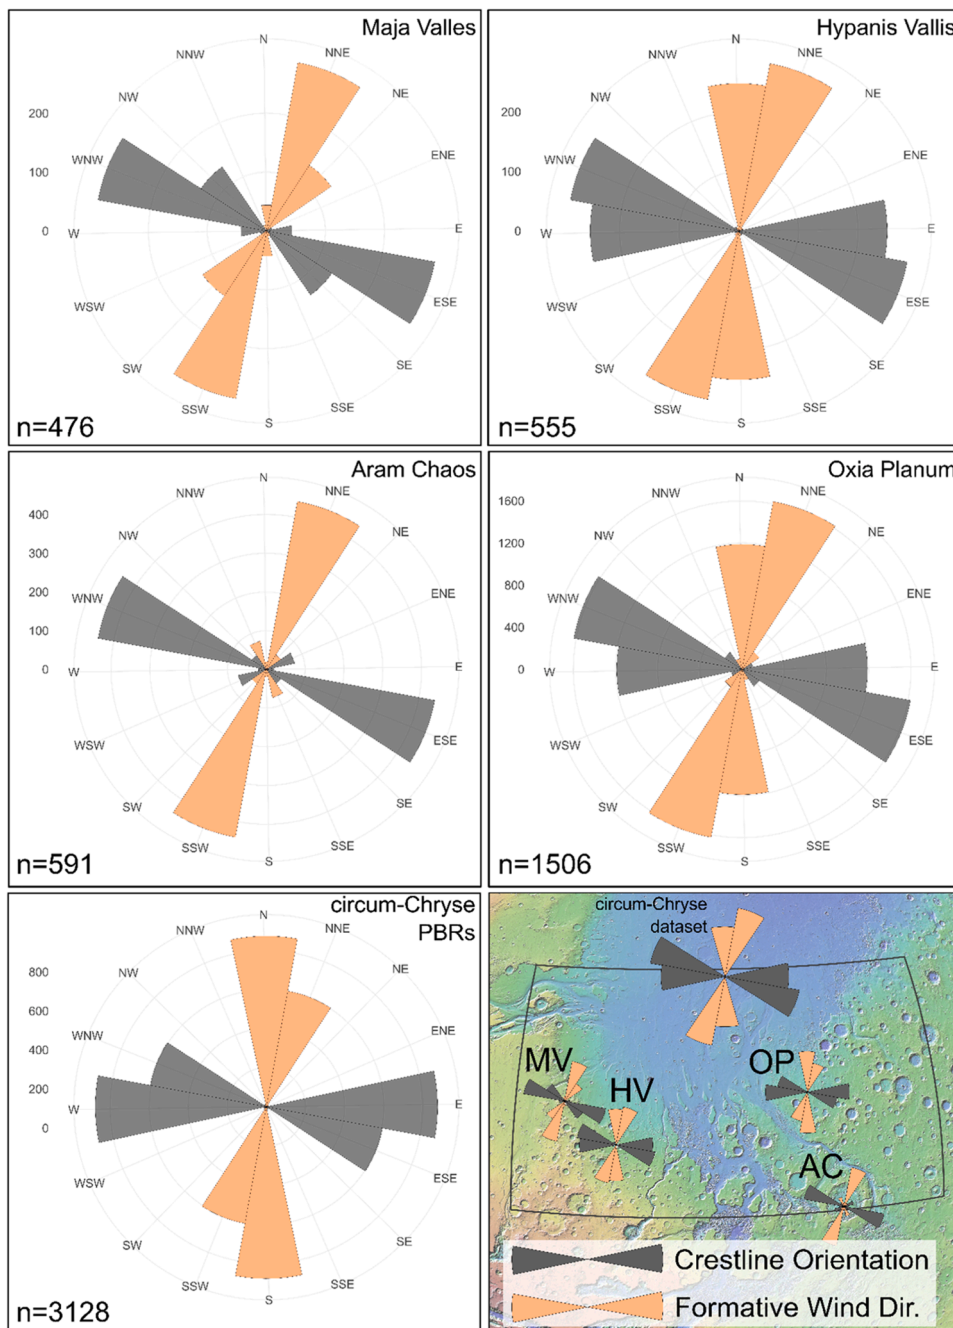 Maja Valles
N
NNE
NE
ENE
E
ESE
SE
SSE
S
SSW
SW
WSW
W
WNW
NW
NNW
200
100
0
n=476
Hypanis Vallis
N
NNE
NE
ENE
E
ESE
SE
SSE
S
SSW
SW
WSW
W
WNW
NW
NNW
200
100
0
n=555
Aram Chaos
N
NNE
NE
ENE
E
ESE
SE
SSE
S
SSW
SW
WSW
W
WNW
NW
NNW
400
300
200
100
0
n=591
Oxia Planum
N
NNE
NE
ENE
E
ESE
SE
SSE
S
SSW
SW
WSW
W
WNW
NW
NNW
1600
1200
800
400
0
n=1506
circum-Chryse
PBRs
N
NNE
NE
ENE
E
ESE
SE
SSE
S
SSW
SW
WSW
W
WNW
NW
NNW
800
600
400
200
0
n=3128
circum-Chryse
dataset
MV
HV
OP
AC
Crestline Orientation
Formative Wind Dir.